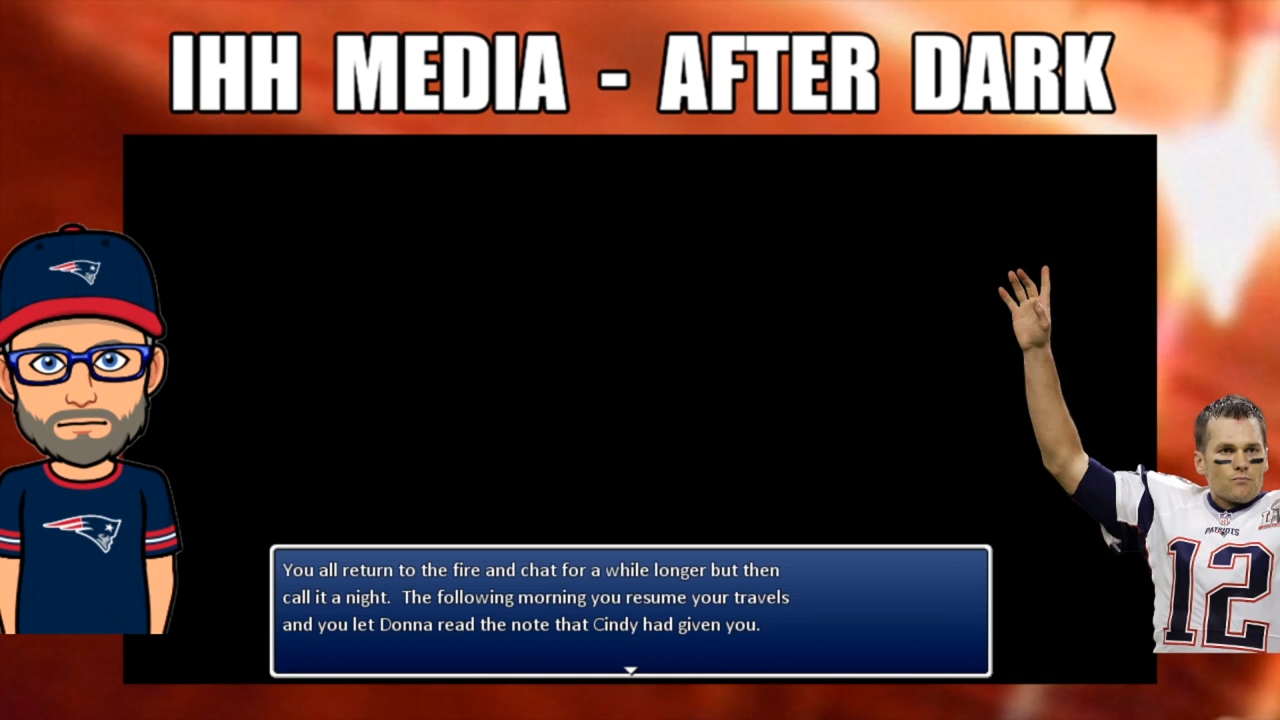 IHH MEDIA - AFTER DARK
You all return to the fire and chat for a while longer but then
call it a night. The following morning you resume your travels
and you let Donna read the note that Cindy had given you.
PATRIOTS
12